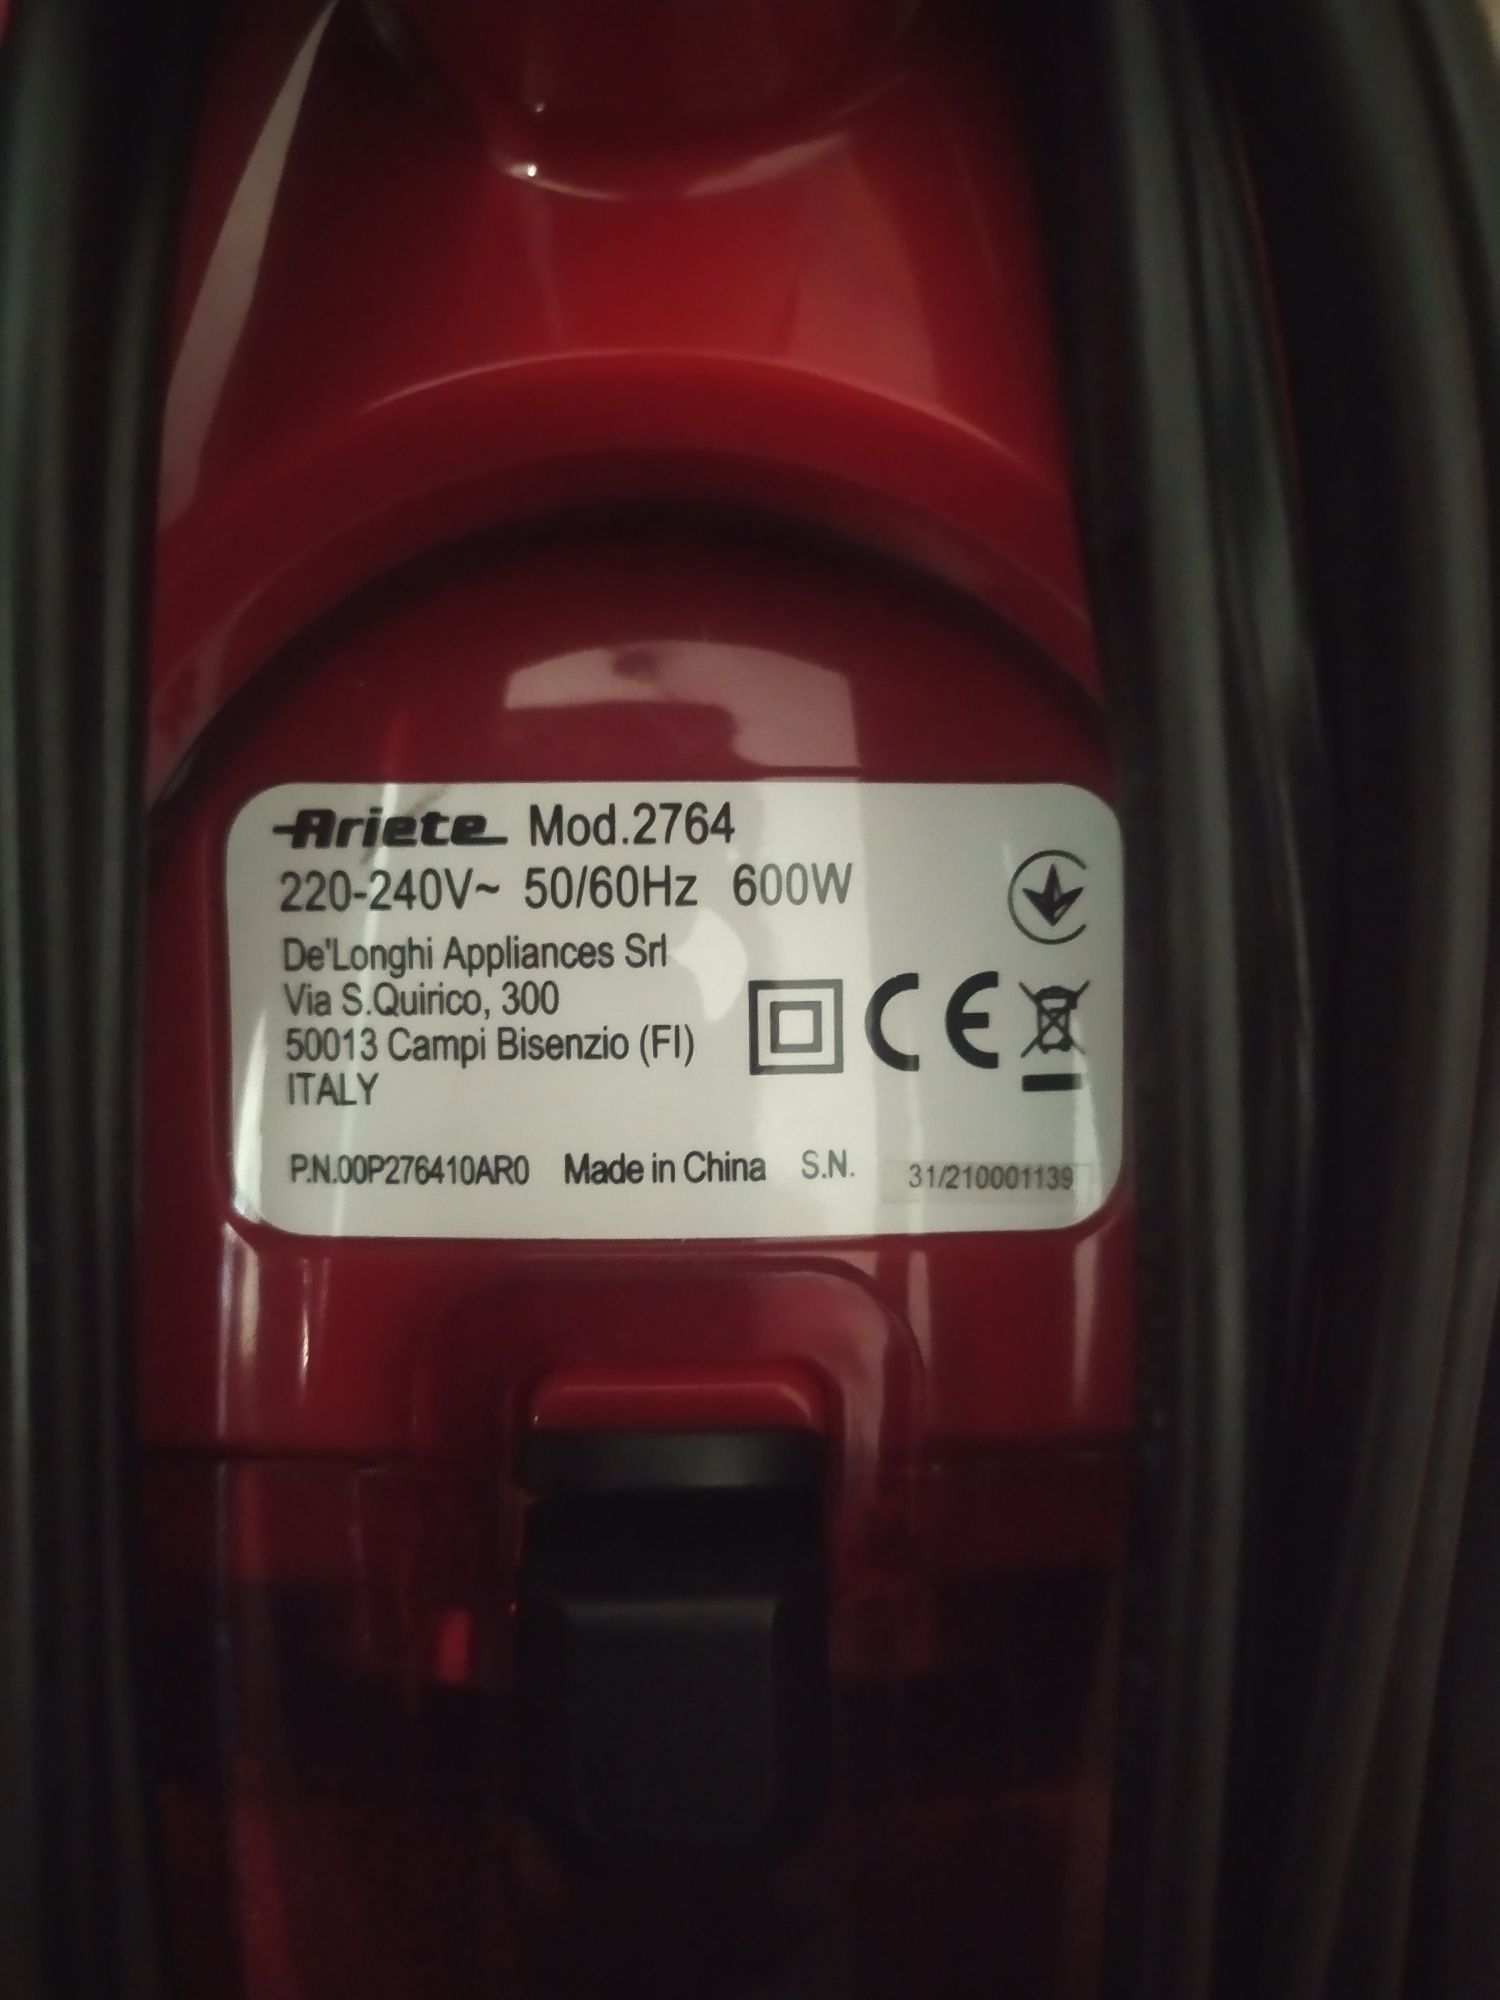 Ariete Mod.2764
220-240V~ 50/60Hz 600W
De'Longhi Appliances Srl
Via S.Quirico, 300
50013 Campi Bisenzio (FI)
ITALY
CE
P.N.00P276410AR0 Made in China S.N. 31/210001139